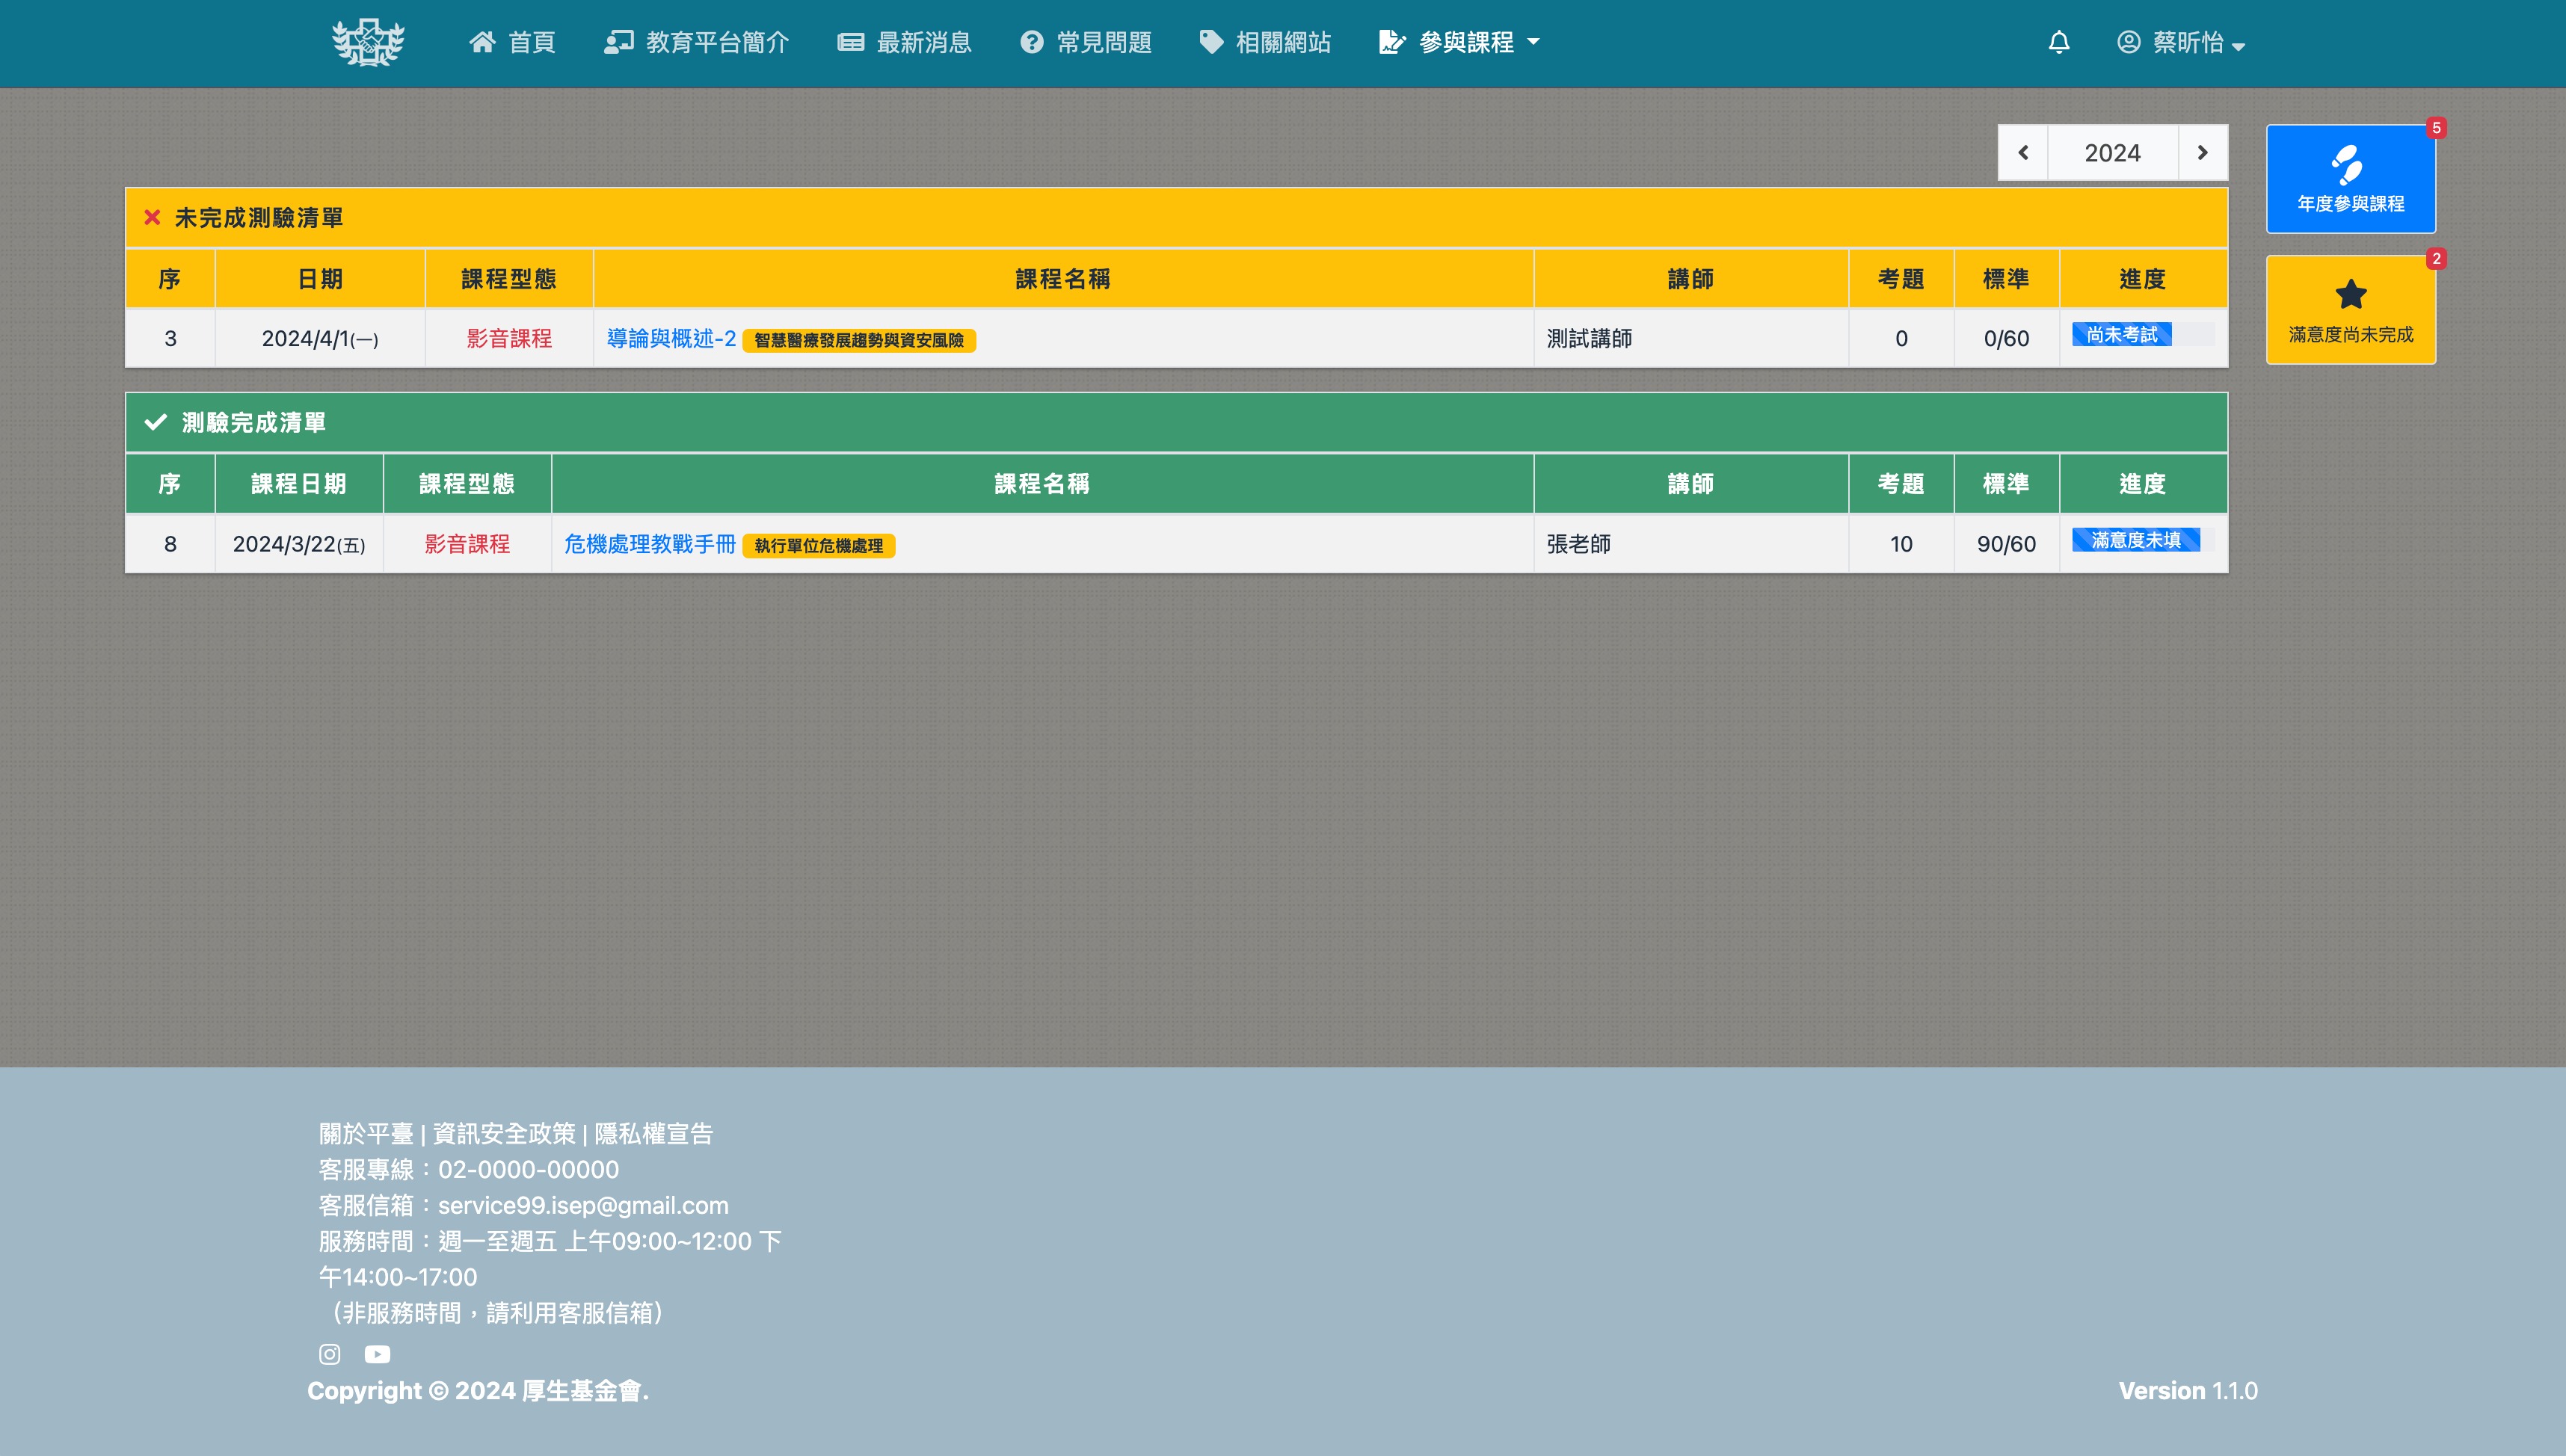 首頁 教育平台簡介 最新消息 常見問題 相關網站 參與課程 蔡昕怡
2024
5
年度參與課程
2
滿意度尚未完成
未完成測驗清單
序 日期 課程型態 課程名稱 講師 考題 標準 進度
3 2024/4/1(一) 影音課程 導論與概述-2 智慧醫療發展趨勢與資安風險 測試講師 0 0/60 尚未考試
測驗完成清單
序 課程日期 課程型態 課程名稱 講師 考題 標準 進度
8 2024/3/22(五) 影音課程 危機處理教戰手冊 執行單位危機處理 張老師 10 90/60 滿意度未填
關於平臺 | 資訊安全政策 | 隱私權宣告
客服專線：02-0000-00000
客服信箱：service99.isep@gmail.com
服務時間：週一至週五 上午09:00~12:00 下
午14:00~17:00
（非服務時間，請利用客服信箱）
Copyright © 2024 厚生基金會.
Version 1.1.0